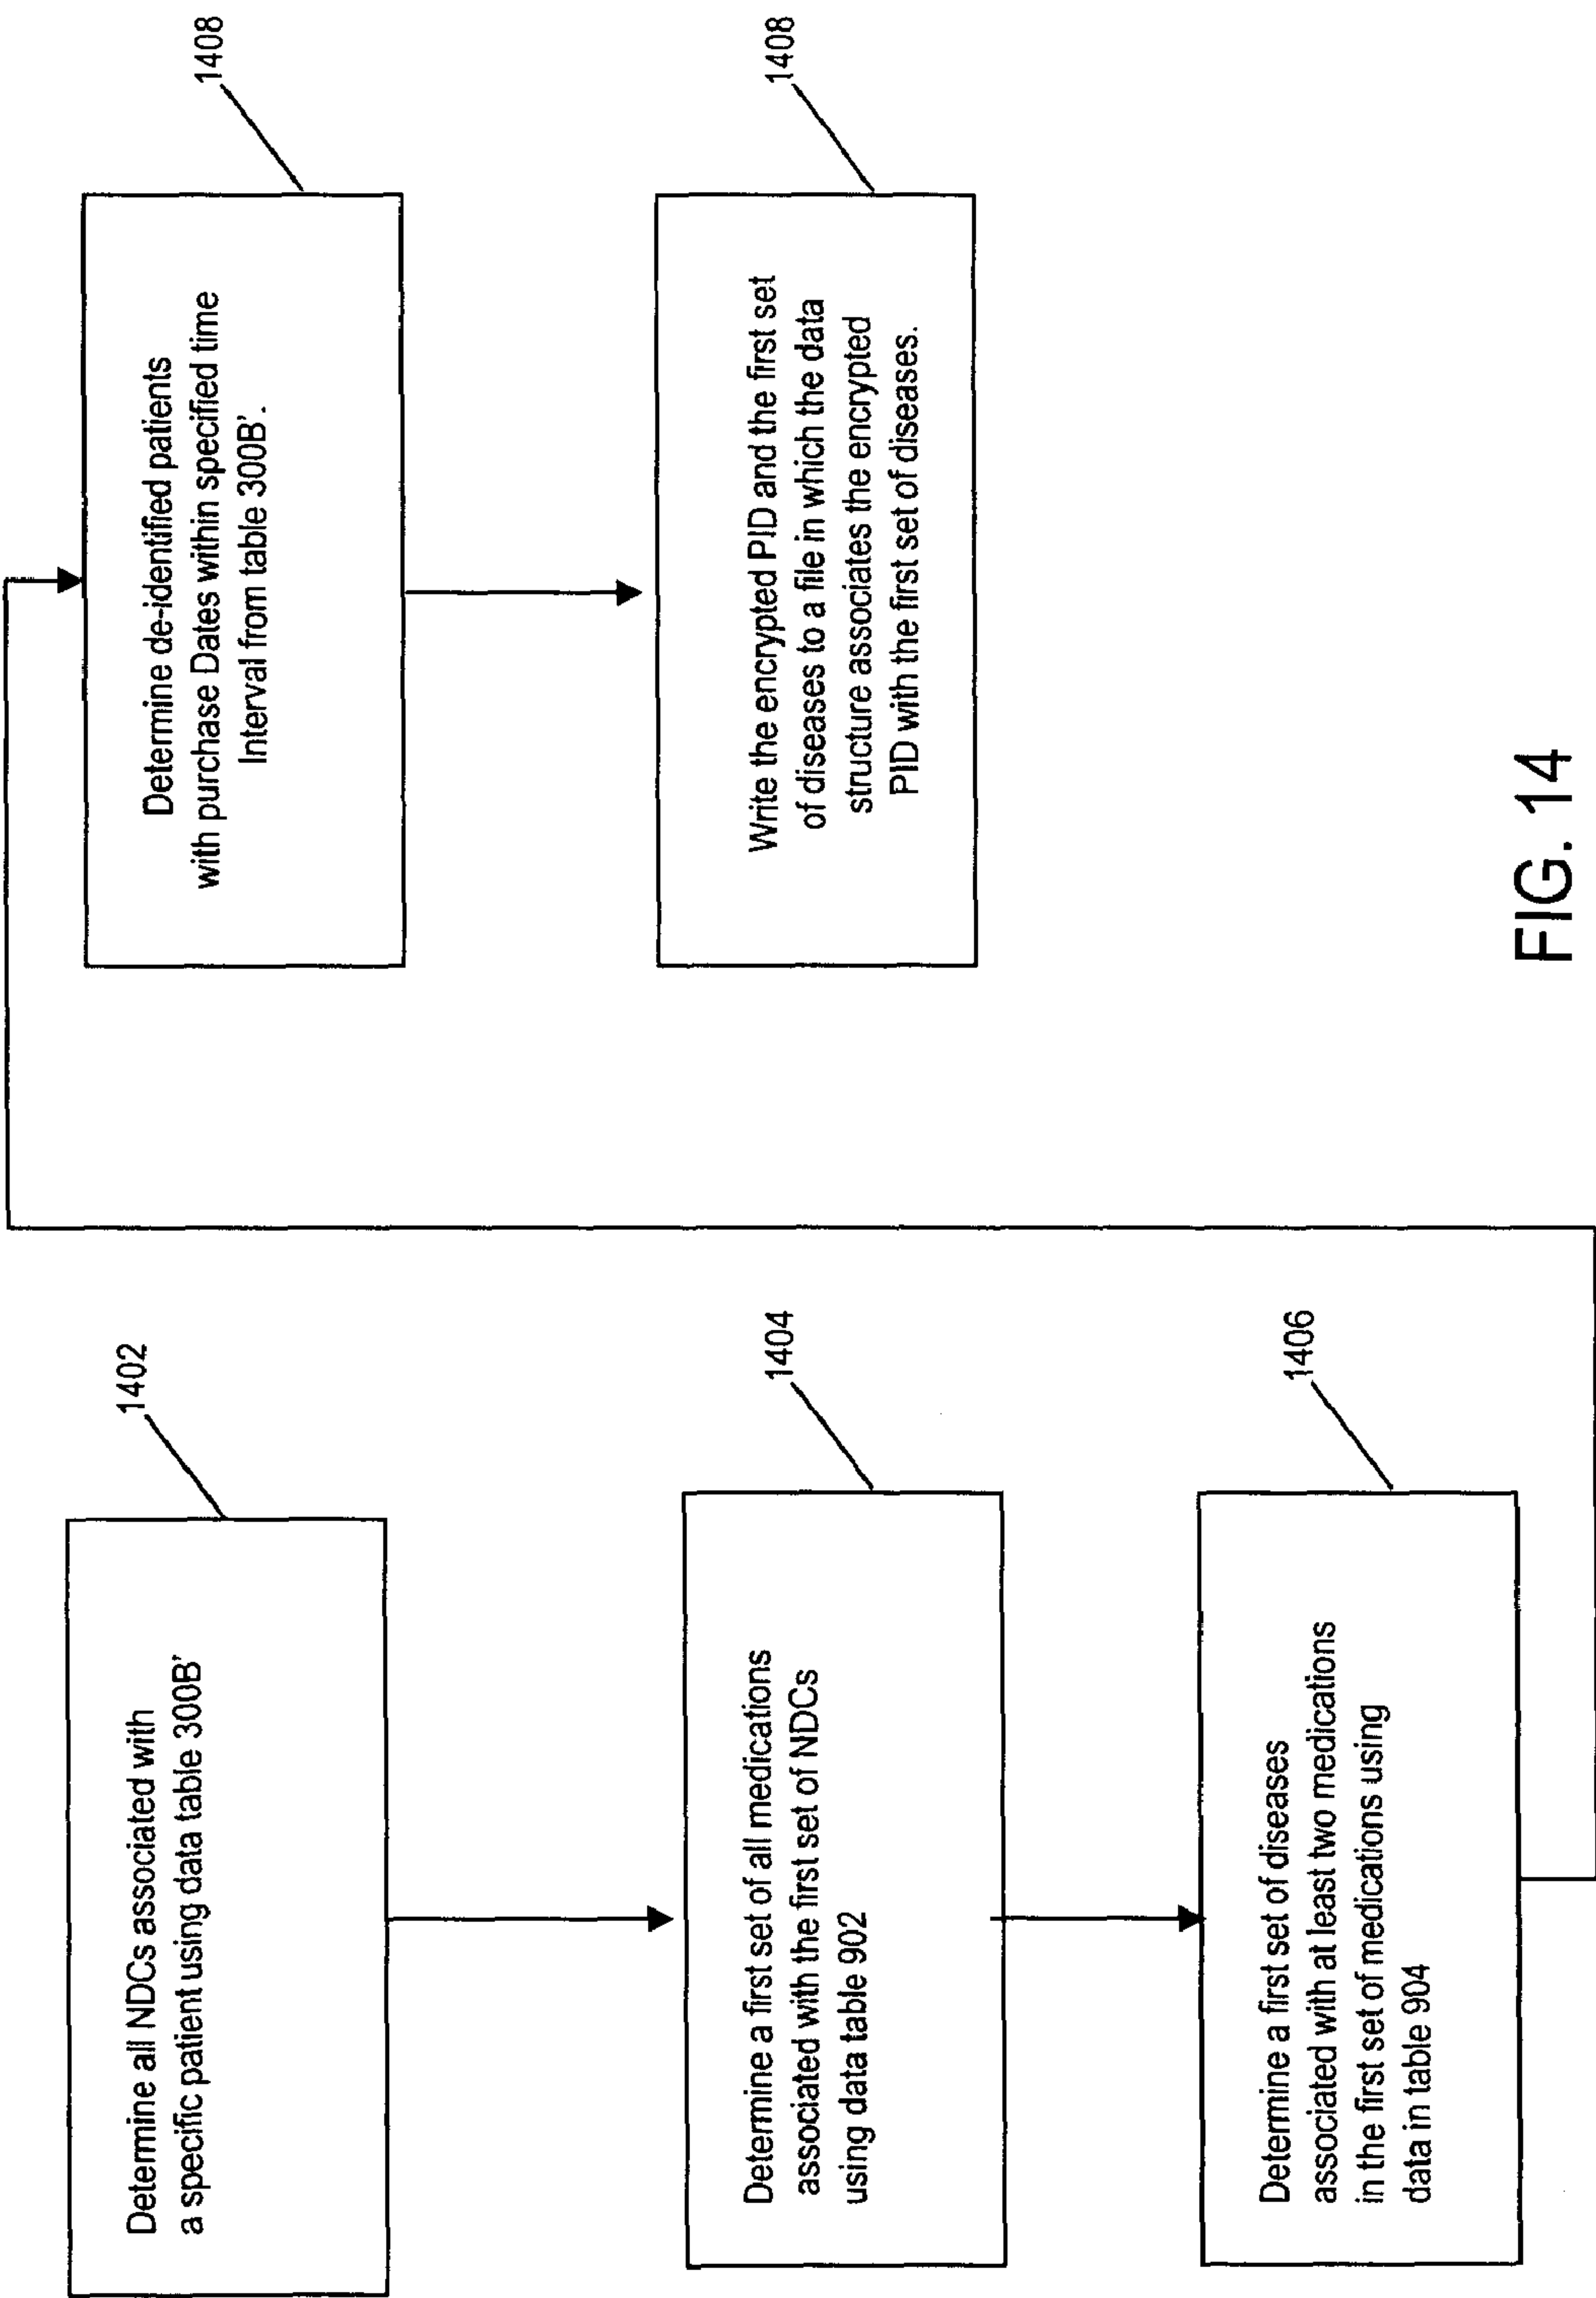 1402
Determine all NDCs associated with
a specific patient using data table 300B'
1404
Determine a first set of all medications
associated with the first set of NDCs
using data table 902
1406
Determine a first set of diseases
associated with at least two medications
in the first set of medications using
data in table 904
1408
Determine de-identified patients
with purchase Dates within specified time
Interval from table 300B'.
1408
Write the encrypted PID and the first set
of diseases to a file in which the data
structure associates the encrypted
PID with the first set of diseases.
FIG. 14